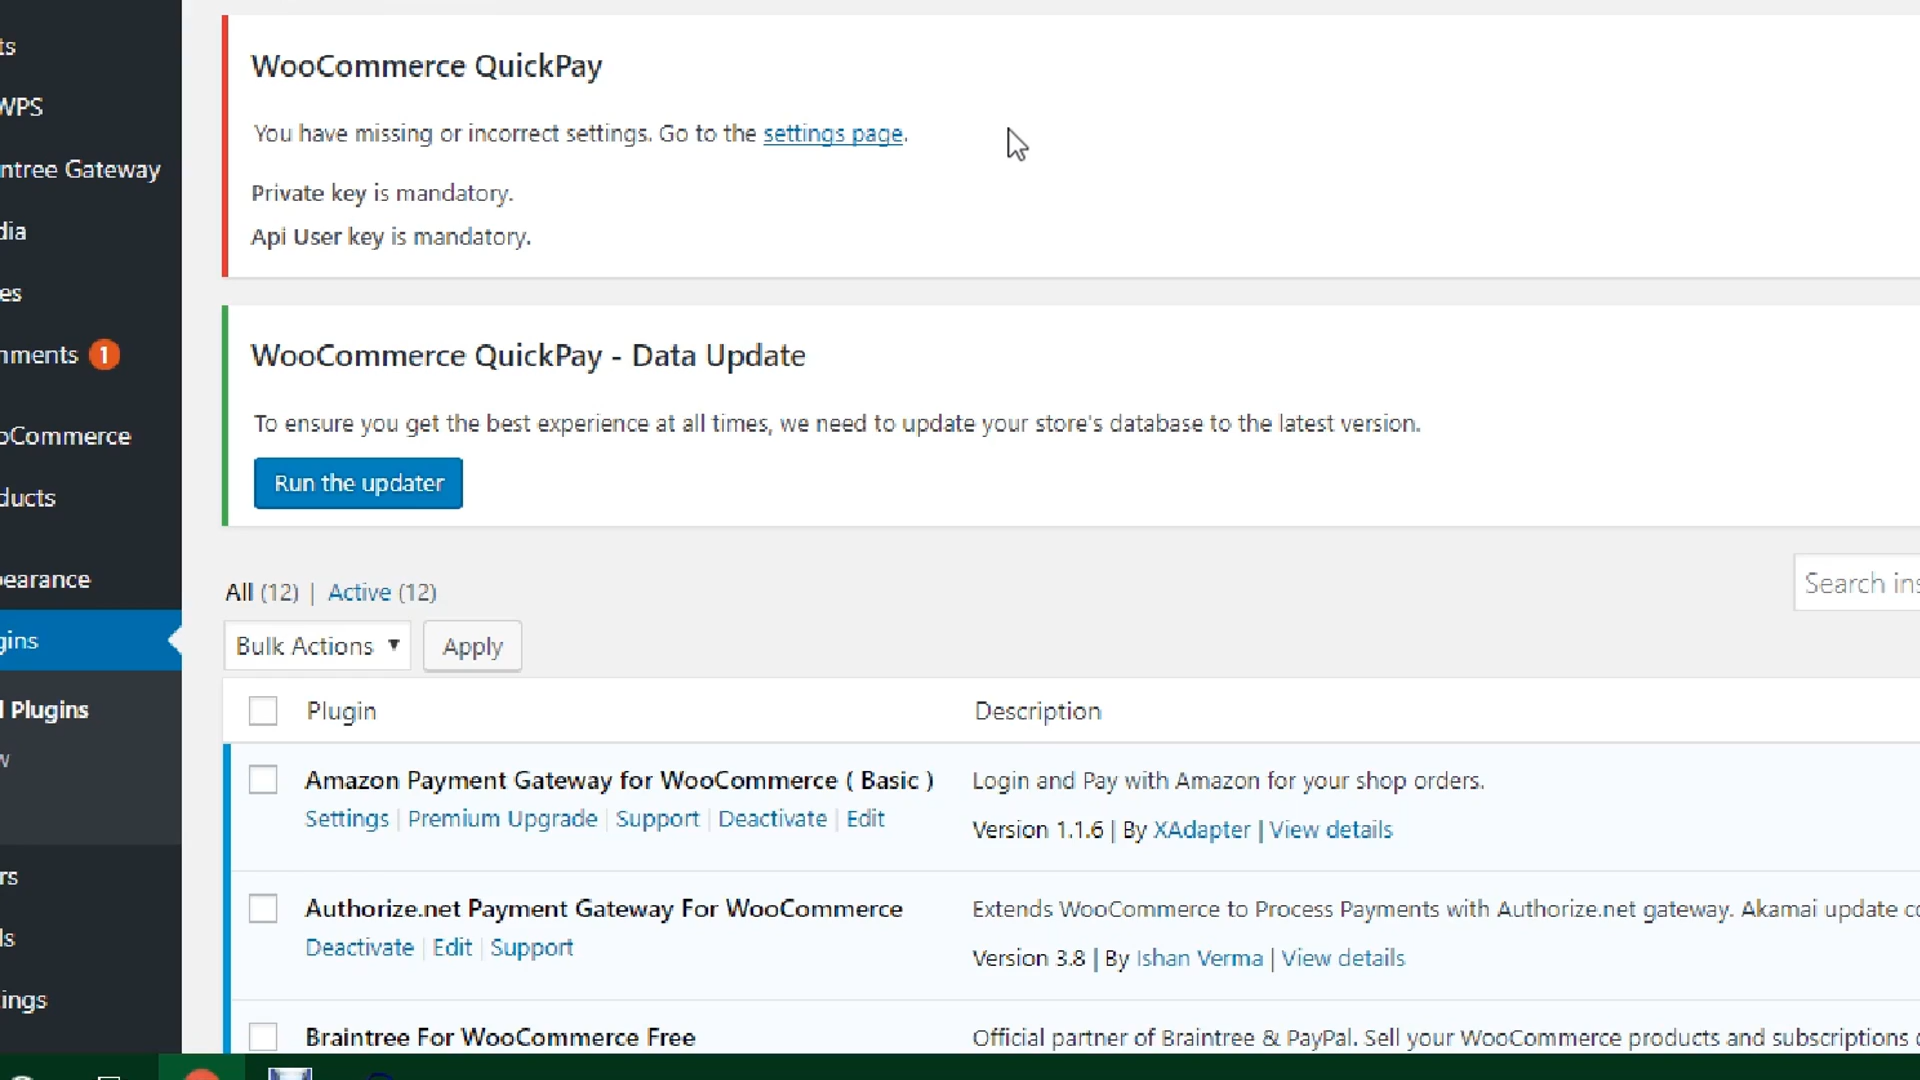 ts
WPS
ntree Gateway
dia
es
nments 1
oCommerce
ducts
earance
gins
l Plugins
w
rs
ls
ings
WooCommerce QuickPay
You have missing or incorrect settings. Go to the settings page.
Private key is mandatory.
Api User key is mandatory.
WooCommerce QuickPay - Data Update
To ensure you get the best experience at all times, we need to update your store's database to the latest version.
Run the updater
All (12) | Active (12)
Search ins
Bulk Actions ▼ Apply
Plugin Description
Amazon Payment Gateway for WooCommerce ( Basic ) Login and Pay with Amazon for your shop orders.
Settings | Premium Upgrade | Support | Deactivate | Edit
Version 1.1.6 | By XAdapter | View details
Authorize.net Payment Gateway For WooCommerce Extends WooCommerce to Process Payments with Authorize.net gateway. Akamai update co
Deactivate | Edit | Support
Version 3.8 | By Ishan Verma | View details
Braintree For WooCommerce Free Official partner of Braintree & PayPal. Sell your WooCommerce products and subscriptions